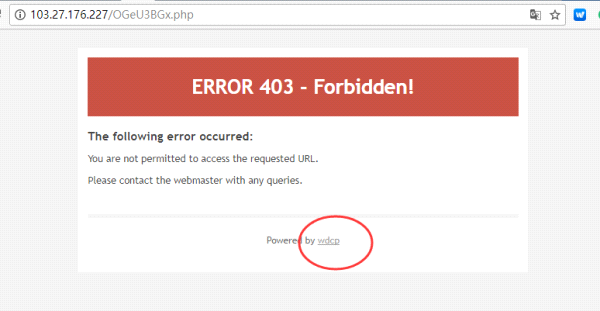 103.27.176.227/OGeU3BGx.php
ERROR 403 - Forbidden!
The following error occurred:
You are not permitted to access the requested URL.
Please contact the webmaster with any queries.
Powered by wdcp